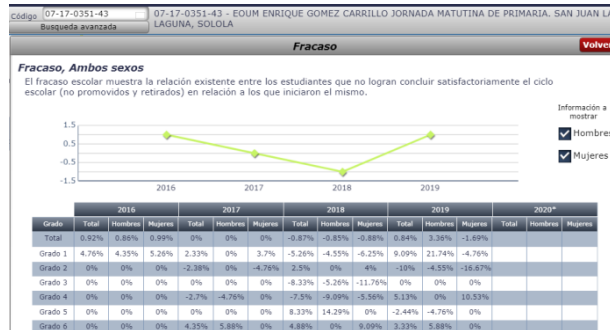 Código 07-17-0351-43
Busqueda avanzada
07-17-0351-43 - EOUM ENRIQUE GOMEZ CARRILLO JORNADA MATUTINA DE PRIMARIA. SAN JUAN LA
LAGUNA, SOLOLA
Fracaso
Volver
Fracaso, Ambos sexos
El fracaso escolar muestra la relación existente entre los estudiantes que no logran concluir satisfactoriamente el ciclo
escolar (no promovidos y retirados) en relación a los que iniciaron el mismo.
Información a
mostrar
Hombres
Mujeres
1.5
0.5
-0.5
-1.5
2016 2017 2018 2019
2016 2017 2018 2019 2020*
Grado Total Hombres Mujeres Total Hombres Mujeres Total Hombres Mujeres Total Hombres Mujeres Total Hombres Mujeres
Total 0.92% 0.86% 0.99% 0% 0% 0% -0.87% -0.85% -0.88% 0.84% 3.36% -1.69%
Grado 1 4.76% 4.35% 5.26% 2.33% 0% 3.7% -5.26% -4.55% -6.25% 9.09% 21.74% -4.76%
Grado 2 0% 0% 0% -2.38% 0% -4.76% 2.5% 0% 4% -10% -4.55% -16.67%
Grado 3 0% 0% 0% 0% 0% 0% -8.33% -5.26% -11.76% 0% 0% 0%
Grado 4 0% 0% 0% -2.7% -4.76% 0% -7.5% -9.09% -5.56% 5.13% 0% 10.53%
Grado 5 0% 0% 0% 0% 0% 0% 8.33% 14.29% 0% -2.44% -4.76% 0%
Grado 6 0% 0% 0% 4.35% 5.88% 0% 4.88% 0% 9.09% 3.33% 5.88% 0%